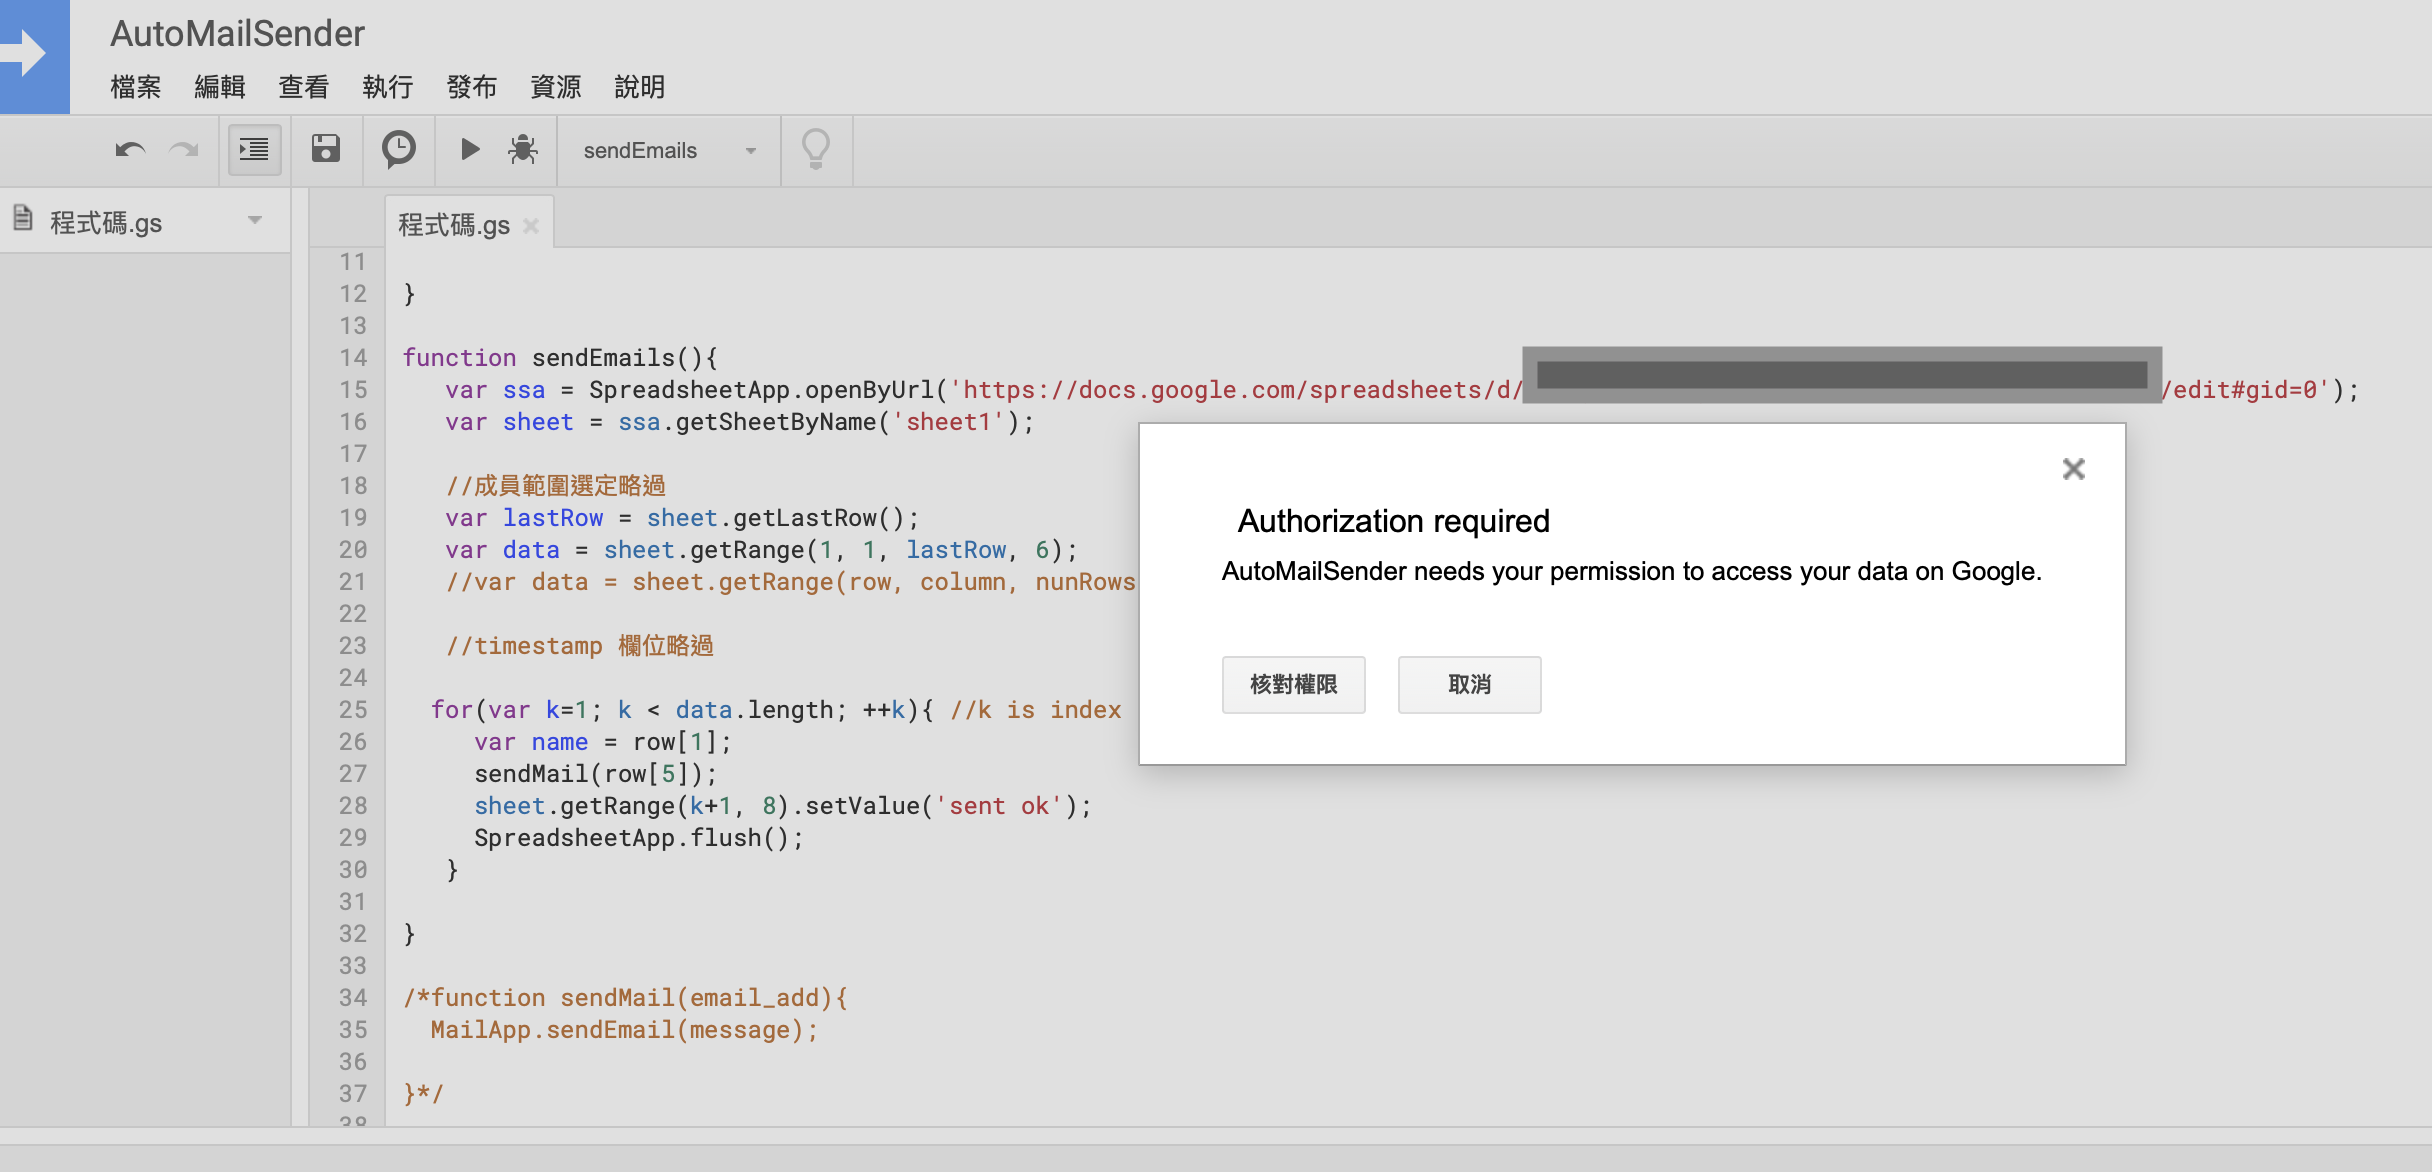 AutoMailSender
檔案 編輯 查看 執行 發布 資源 說明
sendEmails
程式碼.gs
程式碼.gs
11
12 }
13
14 function sendEmails(){
15 var ssa = SpreadsheetApp.openByUrl('https://docs.google.com/spreadsheets/d/ /edit#gid=0');
16 var sheet = ssa.getSheetByName('sheet1');
17
18 //成員範圍選定略過
19 var lastRow = sheet.getLastRow();
20 var data = sheet.getRange(1, 1, lastRow, 6);
21 //var data = sheet.getRange(row, column, nunRows
22
23 //timestamp 欄位略過
24
25 for(var k=1; k < data.length; ++k){ //k is index
26 var name = row[1];
27 sendMail(row[5]);
28 sheet.getRange(k+1, 8).setValue('sent ok');
29 SpreadsheetApp.flush();
30 }
31
32 }
33
34 /*function sendMail(email_add){
35 MailApp.sendEmail(message);
36
37 }*/
38
Authorization required
AutoMailSender needs your permission to access your data on Google.
核對權限 取消